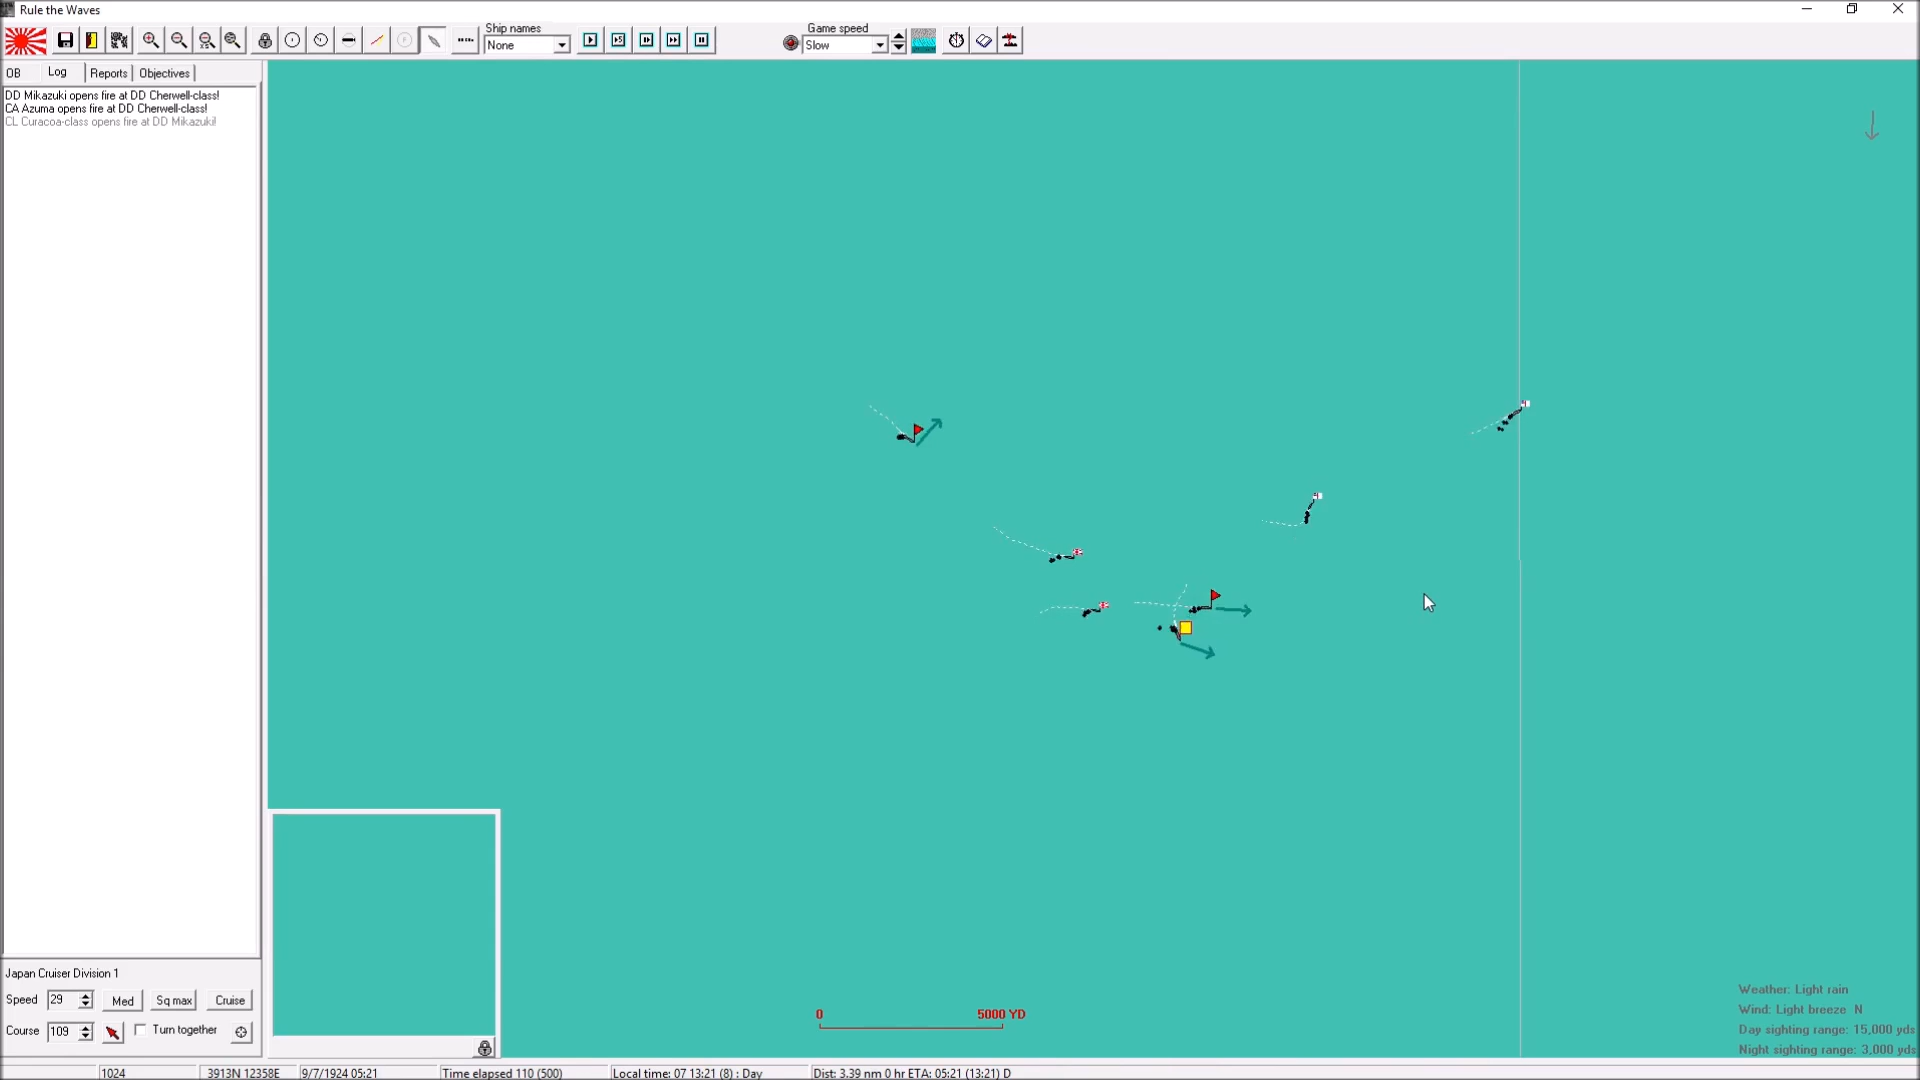 Rule the Waves
Ship names
None
Game speed
Slow
OB
Log
Reports
Objectives
DD Mikazuki opens fire at DD Cherwell-class!
CA Azuma opens fire at DD Cherwell-class!
CL Curacoa-class opens fire at DD Mikazuki!
Japan Cruiser Division 1
Speed 29 Med Sq max Cruise
Course 109 Turn together
0 5000 YD
Weather: Light rain
Wind: Light breeze N
Day sighting range: 15,000 yds
Night sighting range: 3,000 yds
1024 3913N 12358E 9/7/1924 05:21 Time elapsed 110 (500) Local time: 07 13:21 (8) : Day Dist: 3.39 nm 0 hr ETA: 05:21 (13:21) D